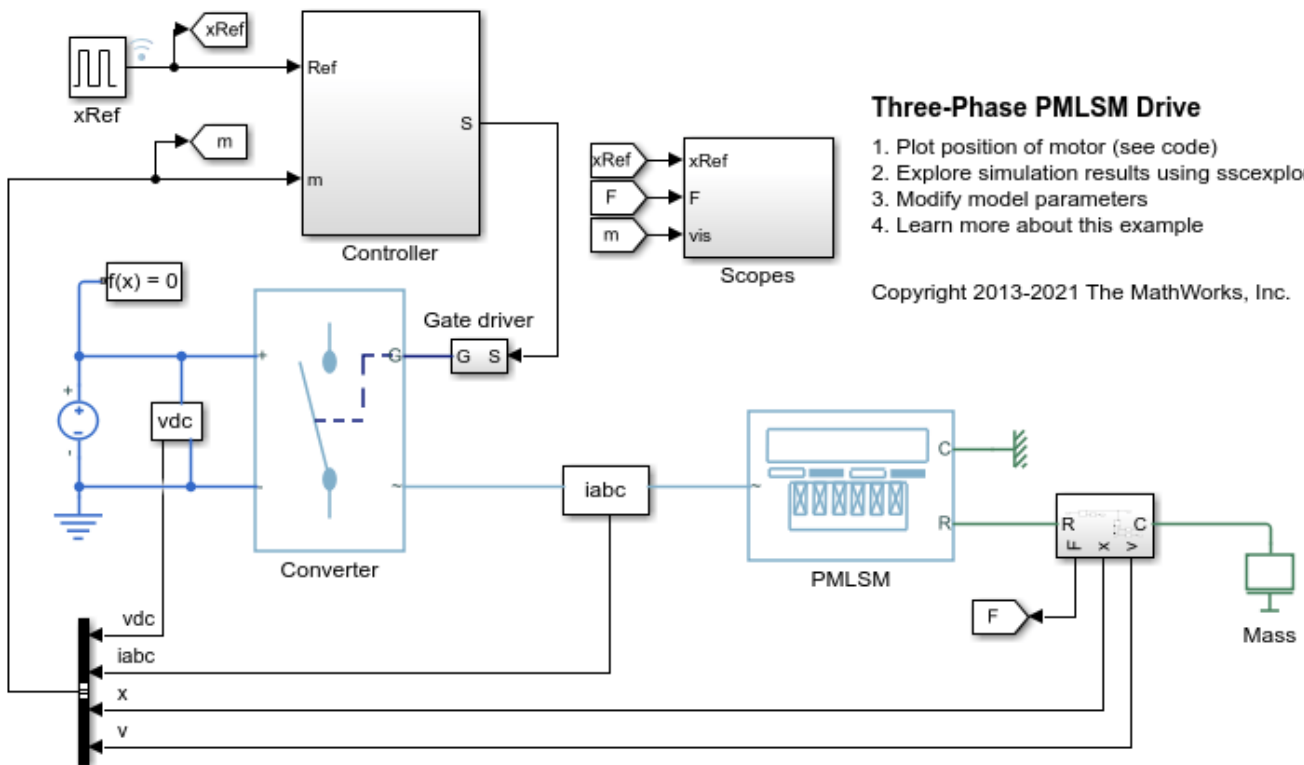 xRef
Ref
xRef
m
m
S
Controller
Three-Phase PMLSM Drive
1. Plot position of motor (see code)
2. Explore simulation results using sscexplor
3. Modify model parameters
4. Learn more about this example
Copyright 2013-2021 The MathWorks, Inc.
xRef
F
m
xRef
F
vis
Scopes
f(x) = 0
+
-
vdc
+
-
G
~
Converter
Gate driver
G S
iabc
~
C
R
PMLSM
R C
F x v
F
Mass
vdc
iabc
x
v